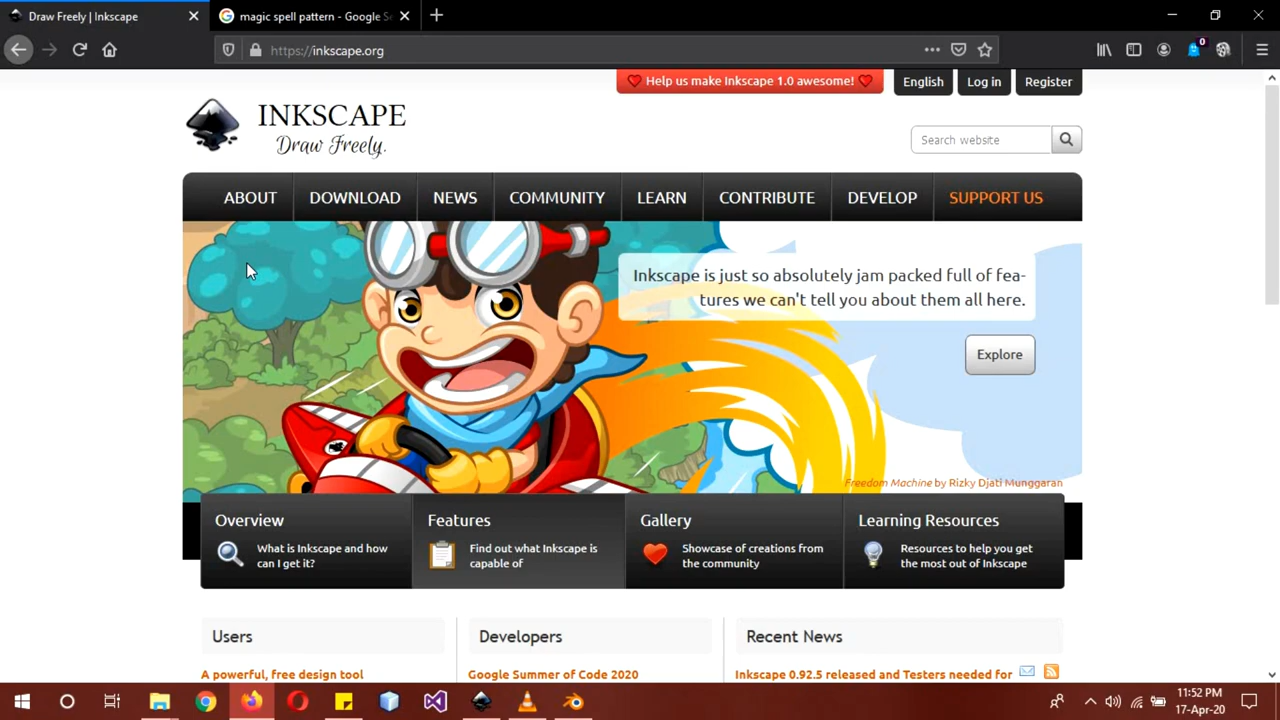 Draw Freely | Inkscape
magic spell pattern - Google Se
https://inkscape.org
0
Help us make Inkscape 1.0 awesome!
English
Log in
Register
INKSCAPE
Draw Freely.
Search website
ABOUT
DOWNLOAD
NEWS
COMMUNITY
LEARN
CONTRIBUTE
DEVELOP
SUPPORT US
Inkscape is just so absolutely jam packed full of fea-
tures we can't tell you about them all here.
Explore
Freedom Machine by Rizky Djati Munggaran
Overview
What is Inkscape and how
can I get it?
Features
Find out what Inkscape is
capable of
Gallery
Showcase of creations from
the community
Learning Resources
Resources to help you get
the most out of Inkscape
Users
Developers
Recent News
A powerful, free design tool
Google Summer of Code 2020
Inkscape 0.92.5 released and Testers needed for
11:52 PM
17-Apr-20